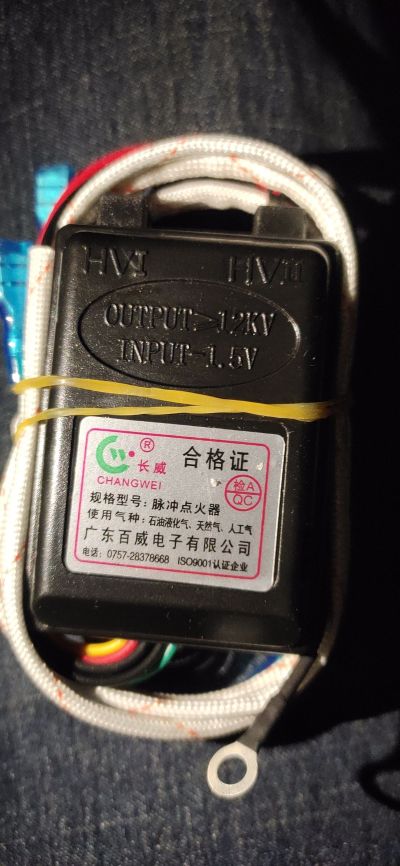 HVI HVII
OUTPUT>12KV
INPUT-1.5V
长威® 合格证
CHANGWEI
检A
QC
规格型号：脉冲点火器
使用气种：石油液化气、天然气、人工气
广东百威电子有限公司
电话：0757-28378668 ISO9001认证企业